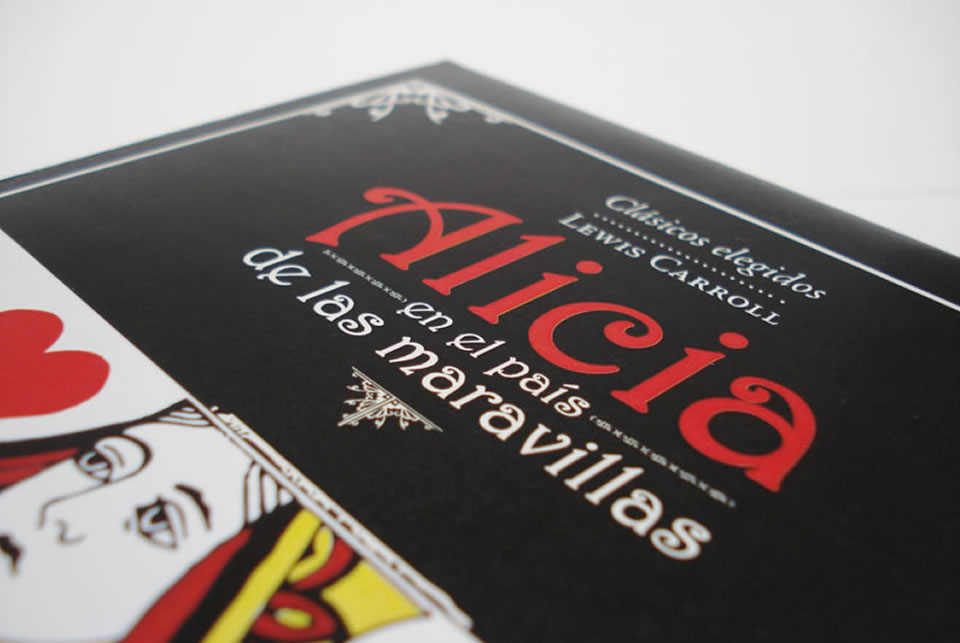 Clásicos elegidos
LEWIS CARROLL
Alicia
en el país
de las maravillas